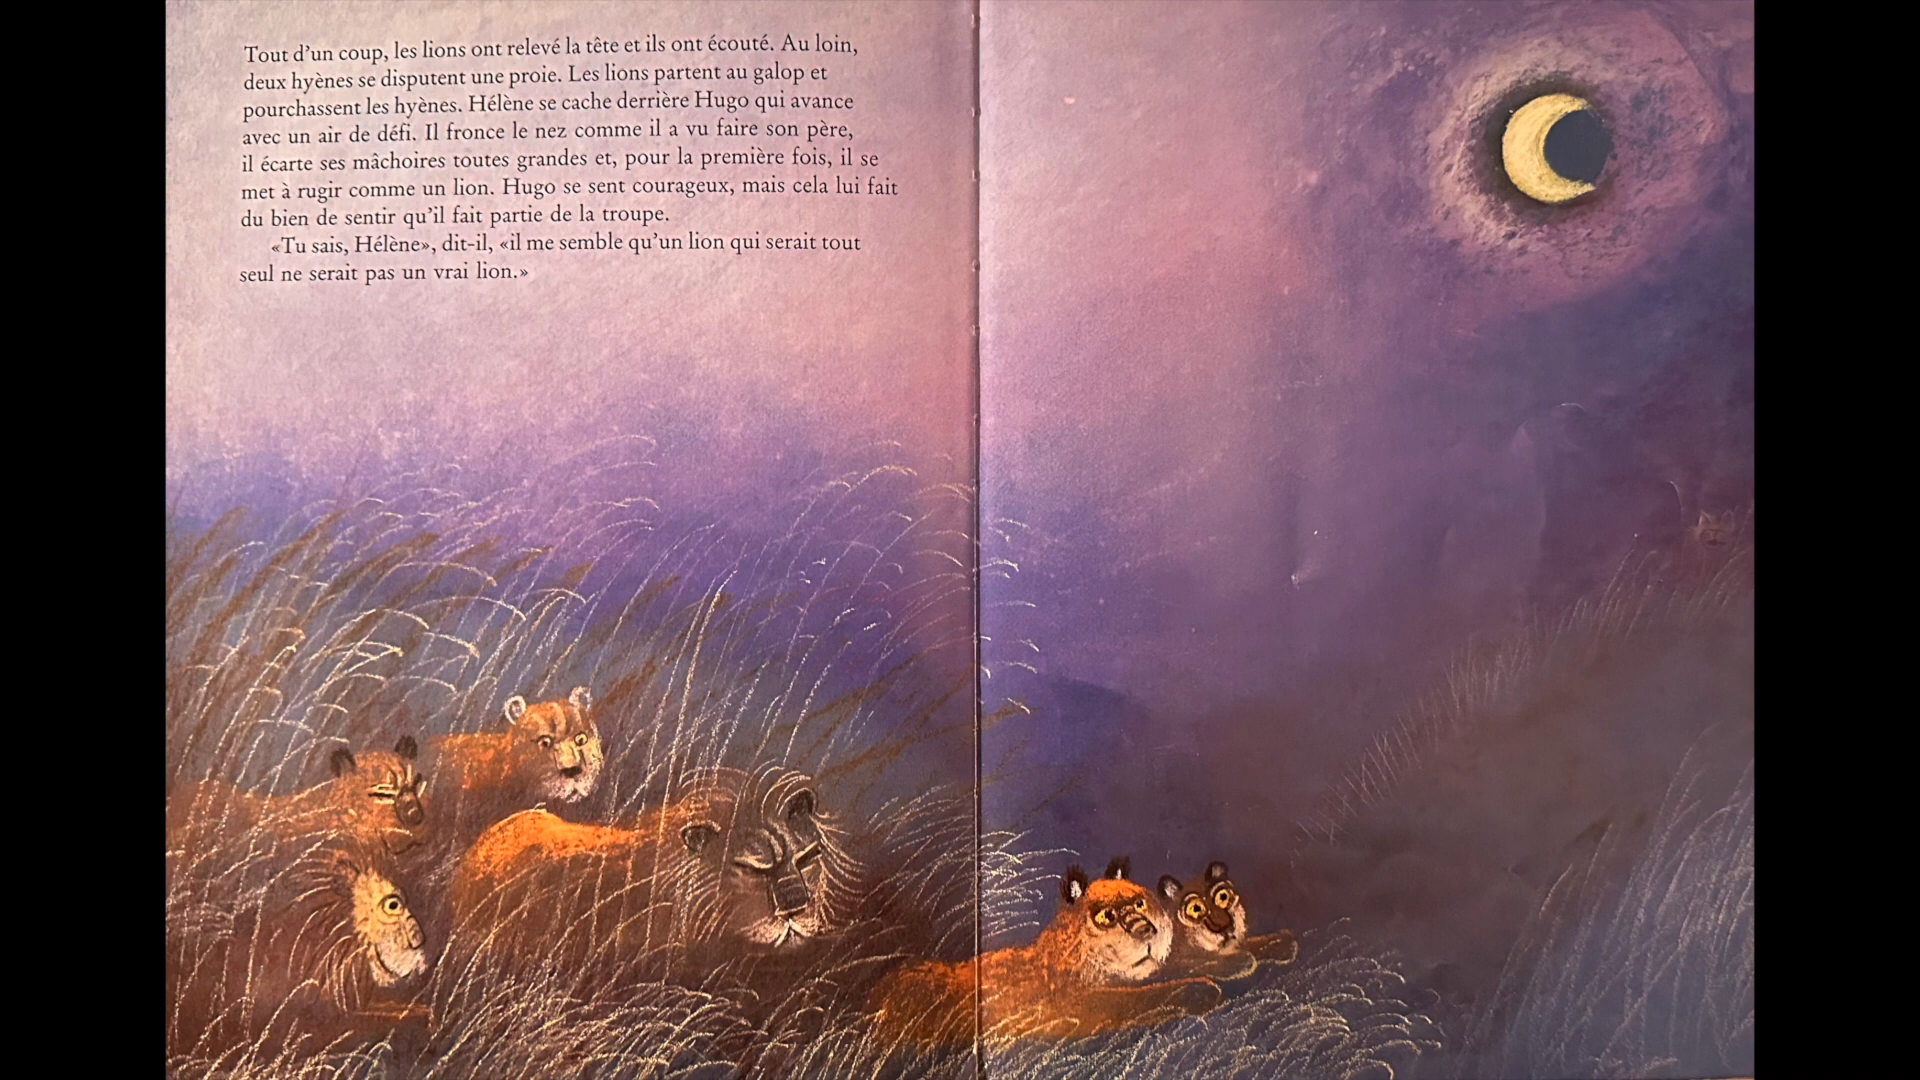 Tout d'un coup, les lions ont relevé la tête et ils ont écouté. Au loin,
deux hyènes se disputent une proie. Les lions partent au galop et
pourchassent les hyènes. Hélène se cache derrière Hugo qui avance
avec un air de défi. Il fronce le nez comme il a vu faire son père,
il écarte ses mâchoires toutes grandes et, pour la première fois, il se
met à rugir comme un lion. Hugo se sent courageux, mais cela lui fait
du bien de sentir qu'il fait partie de la troupe.
«Tu sais, Hélène», dit-il, «il me semble qu'un lion qui serait tout
seul ne serait pas un vrai lion.»